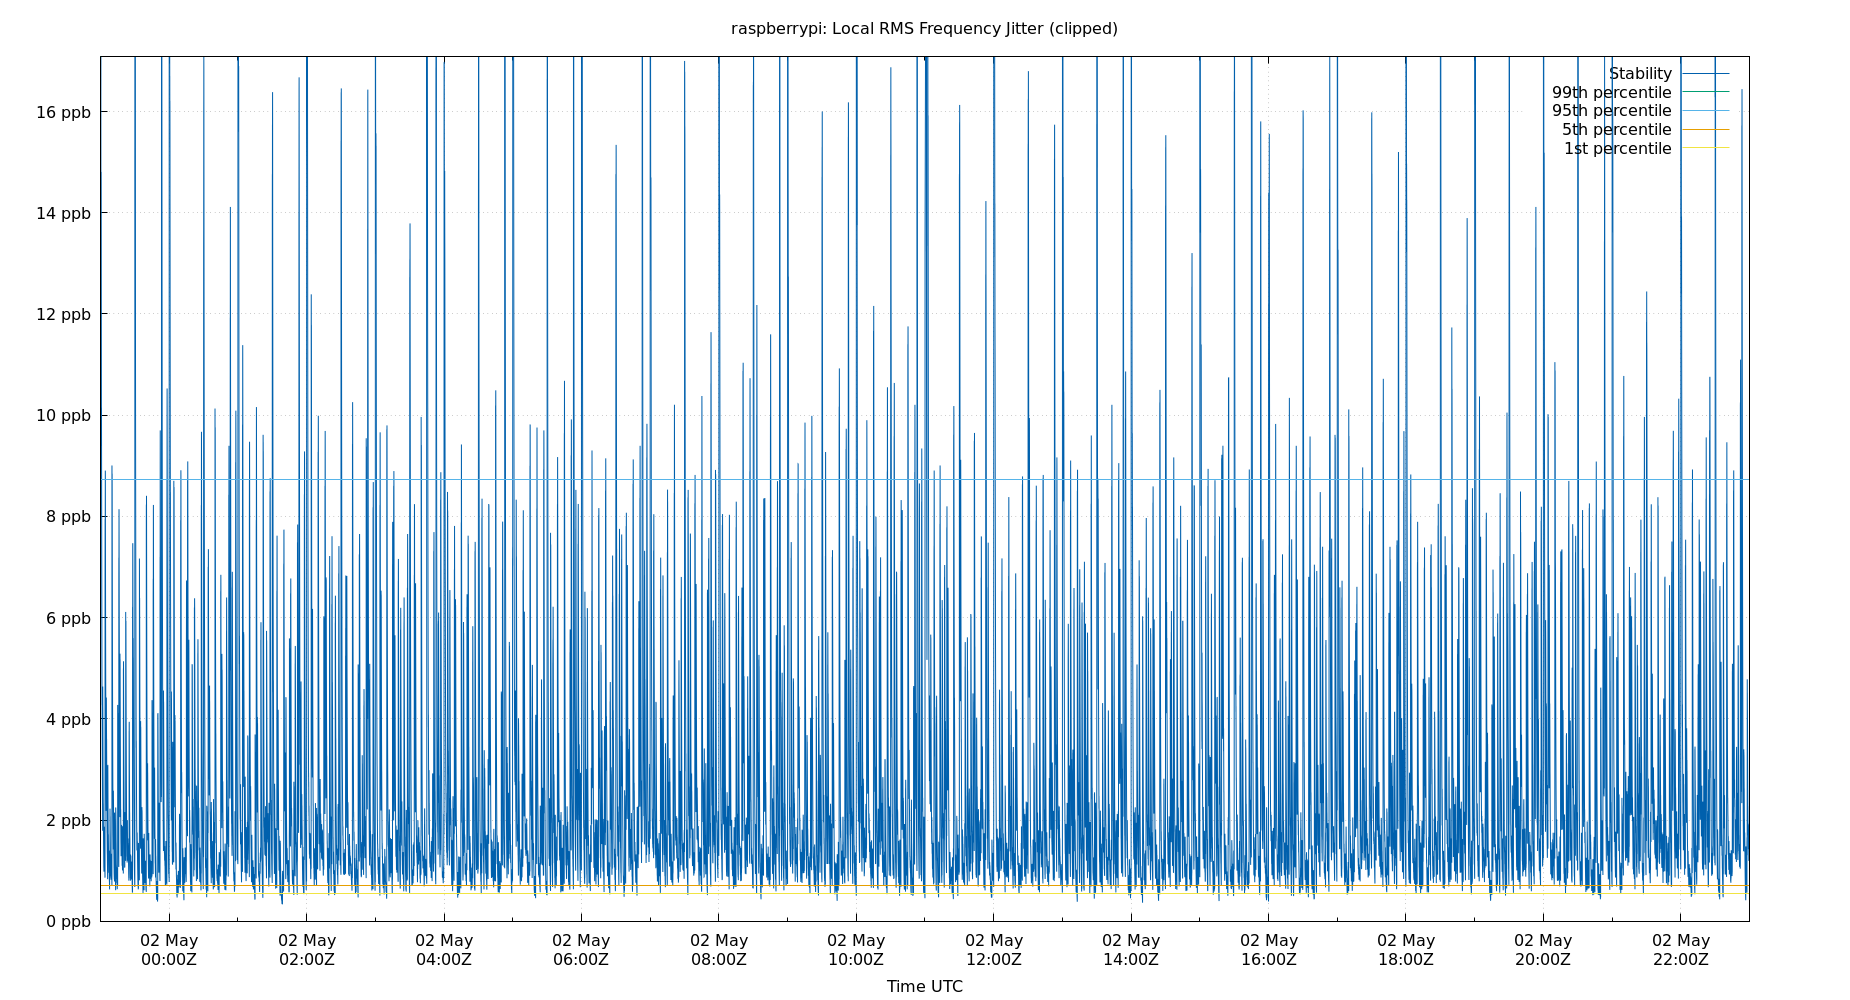 raspberrypi: Local RMS Frequency Jitter (clipped)
Stability
99th percentile
95th percentile
5th percentile
1st percentile
16 ppb
14 ppb
12 ppb
10 ppb
8 ppb
6 ppb
4 ppb
2 ppb
0 ppb
02 May 02 May 02 May 02 May 02 May 02 May 02 May 02 May 02 May 02 May 02 May 02 May
00:00Z 02:00Z 04:00Z 06:00Z 08:00Z 10:00Z 12:00Z 14:00Z 16:00Z 18:00Z 20:00Z 22:00Z
Time UTC